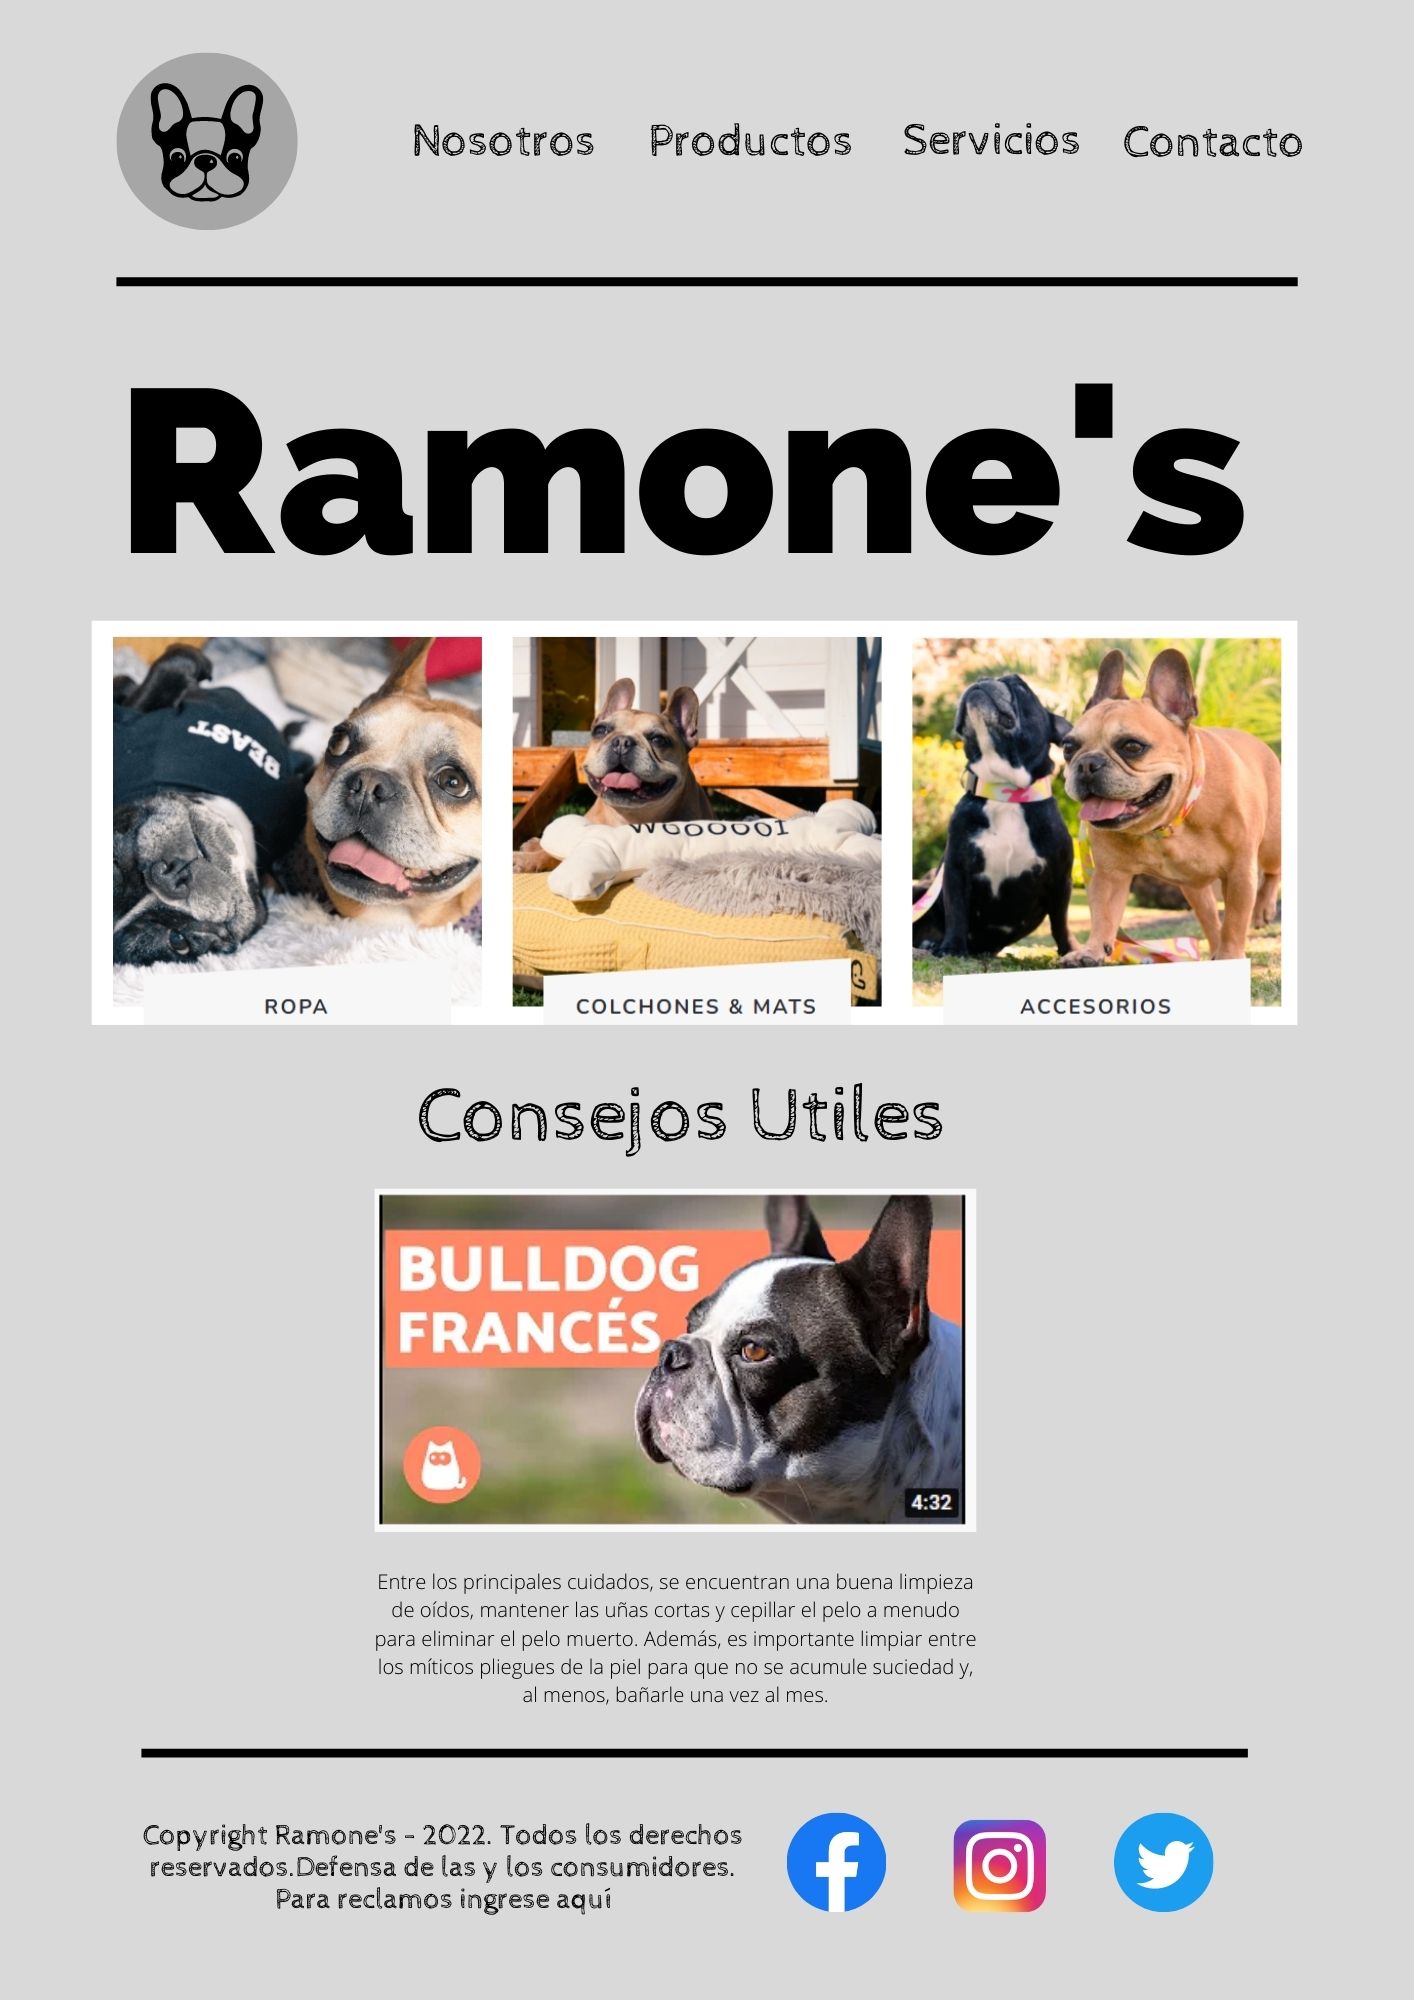 Nosotros Productos Servicios Contacto
Ramone's
BEAST
WOOOOOF
ROPA
COLCHONES & MATS
ACCESORIOS
Consejos Utiles
BULLDOG
FRANCÉS
4:32
Entre los principales cuidados, se encuentran una buena limpieza
de oídos, mantener las uñas cortas y cepillar el pelo a menudo
para eliminar el pelo muerto. Además, es importante limpiar entre
los míticos pliegues de la piel para que no se acumule suciedad y,
al menos, bañarle una vez al mes.
Copyright Ramone's - 2022. Todos los derechos
reservados.Defensa de las y los consumidores.
Para reclamos ingrese aquí